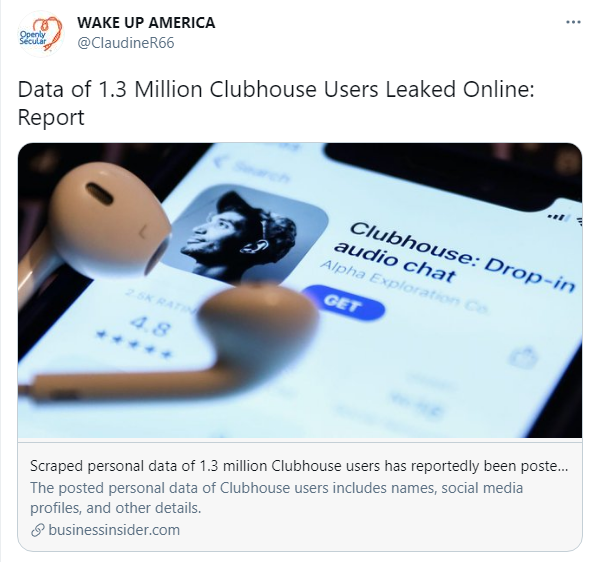 Openly
Secular
WAKE UP AMERICA
@ClaudineR66
Data of 1.3 Million Clubhouse Users Leaked Online:
Report
Search
Clubhouse: Drop-in
audio chat
Alpha Exploration Co.
GET
2.5K RATIN
4.8
Scraped personal data of 1.3 million Clubhouse users has reportedly been poste...
The posted personal data of Clubhouse users includes names, social media
profiles, and other details.
businessinsider.com